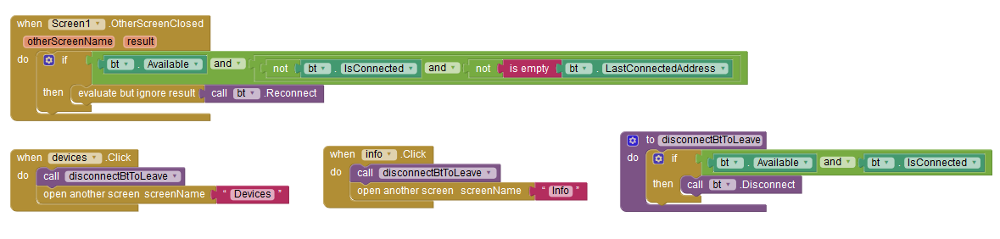 when Screen1 .OtherScreenClosed
otherScreenName result
do if bt . Available and not bt . IsConnected and not is empty bt . LastConnectedAddress
then evaluate but ignore result call bt .Reconnect
when devices .Click
do call disconnectBtToLeave
open another screen screenName " Devices "
when info .Click
do call disconnectBtToLeave
open another screen screenName " Info "
to disconnectBtToLeave
do if bt . Available and bt . IsConnected
then call bt .Disconnect